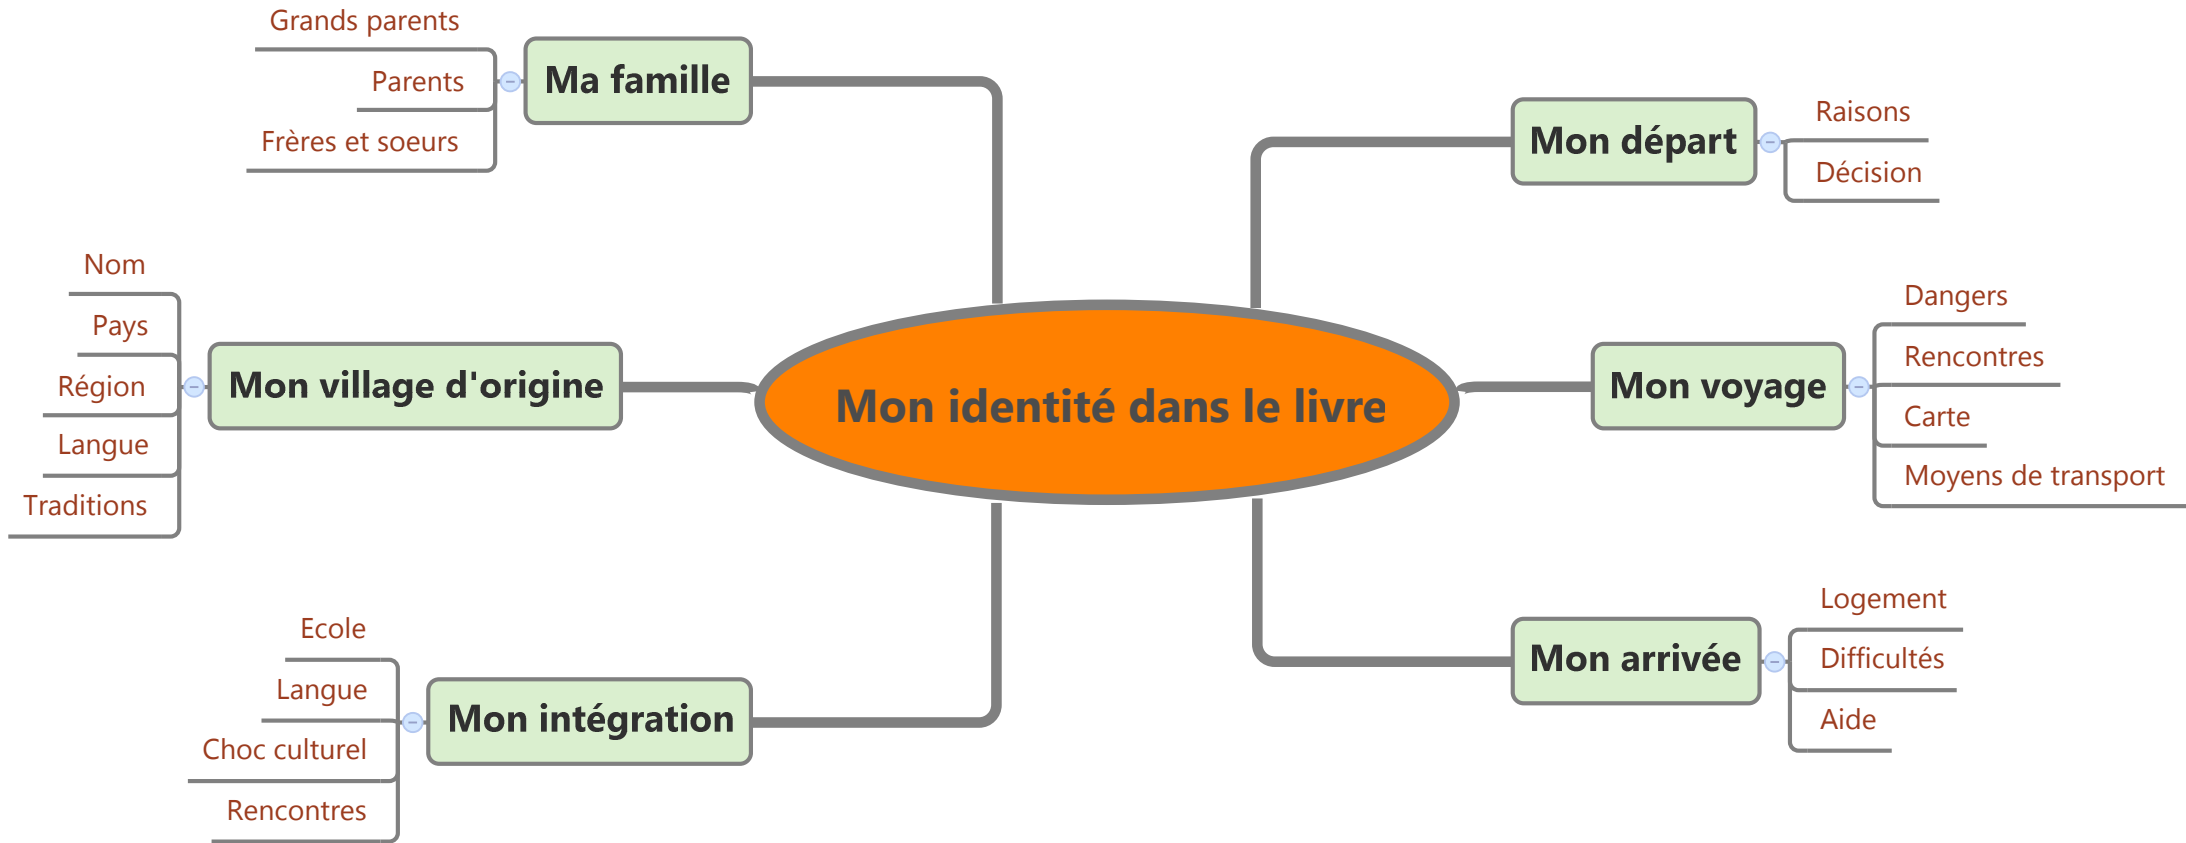 Mon identité dans le livre
Ma famille
Grands parents
Parents
Frères et soeurs
Mon village d'origine
Nom
Pays
Région
Langue
Traditions
Mon intégration
Ecole
Langue
Choc culturel
Rencontres
Mon départ
Raisons
Décision
Mon voyage
Dangers
Rencontres
Carte
Moyens de transport
Mon arrivée
Logement
Difficultés
Aide